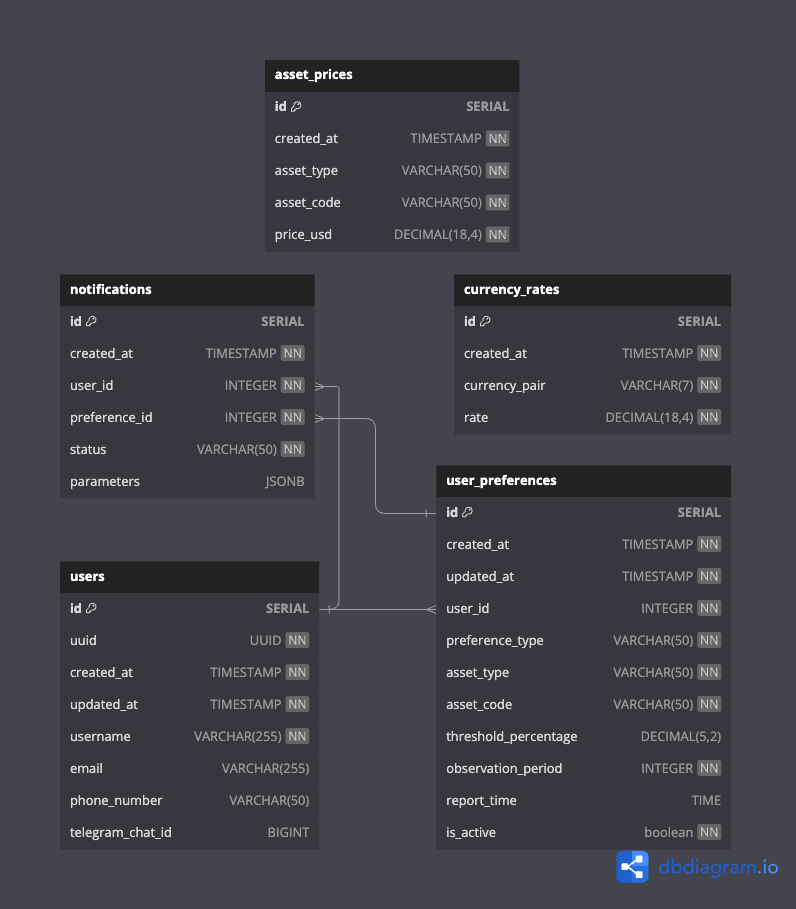 asset_prices
id SERIAL
created_at TIMESTAMP NN
asset_type VARCHAR(50) NN
asset_code VARCHAR(50) NN
price_usd DECIMAL(18,4) NN
notifications
id SERIAL
created_at TIMESTAMP NN
user_id INTEGER NN
preference_id INTEGER NN
status VARCHAR(50) NN
parameters JSONB
currency_rates
id SERIAL
created_at TIMESTAMP NN
currency_pair VARCHAR(7) NN
rate DECIMAL(18,4) NN
users
id SERIAL
uuid UUID NN
created_at TIMESTAMP NN
updated_at TIMESTAMP NN
username VARCHAR(255) NN
email VARCHAR(255)
phone_number VARCHAR(50)
telegram_chat_id BIGINT
user_preferences
id SERIAL
created_at TIMESTAMP NN
updated_at TIMESTAMP NN
user_id INTEGER NN
preference_type VARCHAR(50) NN
asset_type VARCHAR(50) NN
asset_code VARCHAR(50) NN
threshold_percentage DECIMAL(5,2)
observation_period INTEGER NN
report_time TIME
is_active boolean NN
dbdiagram.io